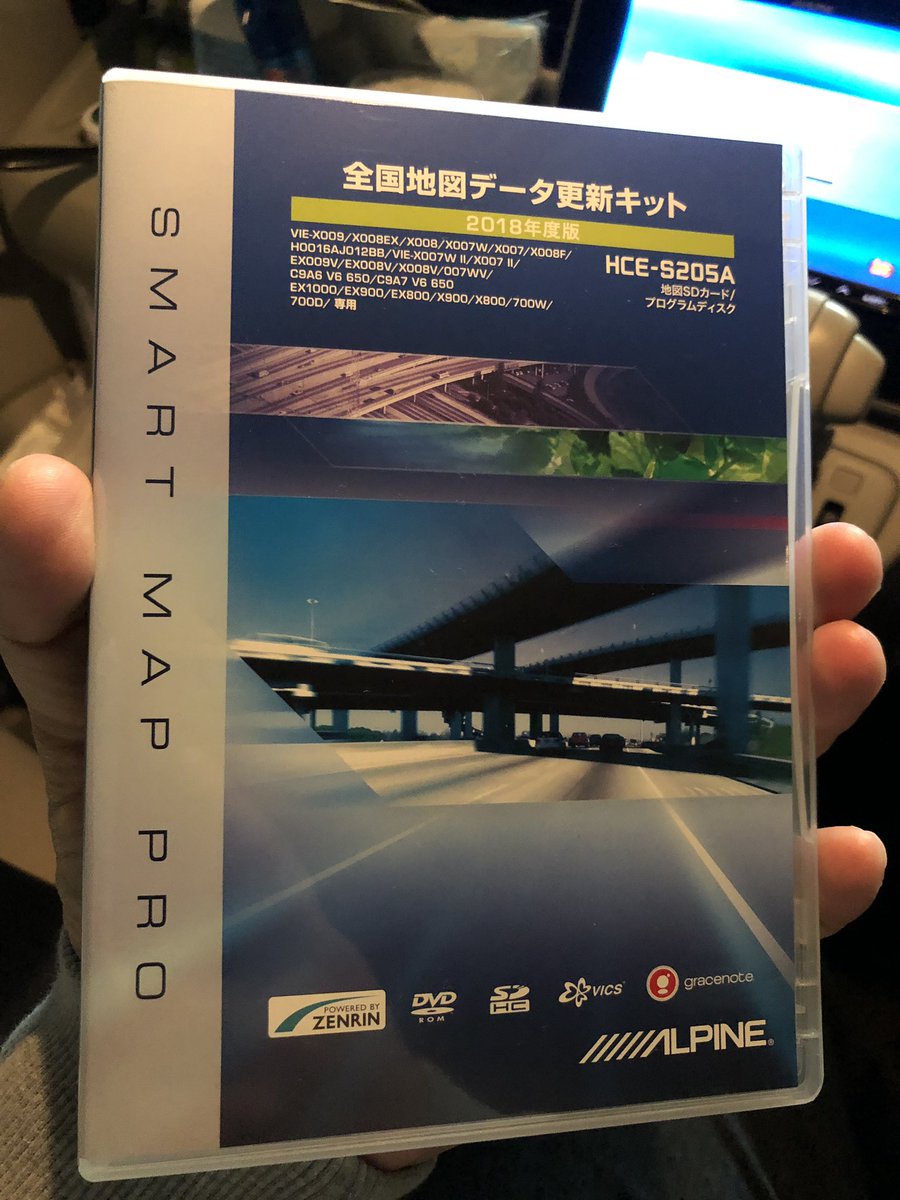 SMART MAP PRO
全国地図データ更新キット
2018年度版
VIE-X009/X008EX/X008/X007W/X007/X008F/
H0016AJ012BB/VIE-X007W II/X007 II/
EX009V/EX008V/X008V/007WV/
C9A6 V6 650/C9A7 V6 650
EX1000/EX900/EX800/X900/X800/700W/
700D/ 専用
HCE-S205A
地図SDカード/
プログラムディスク
POWERED BY
ZENRIN
DVD
ROM
SD
HC
VICS
g gracenote
ALPINE®